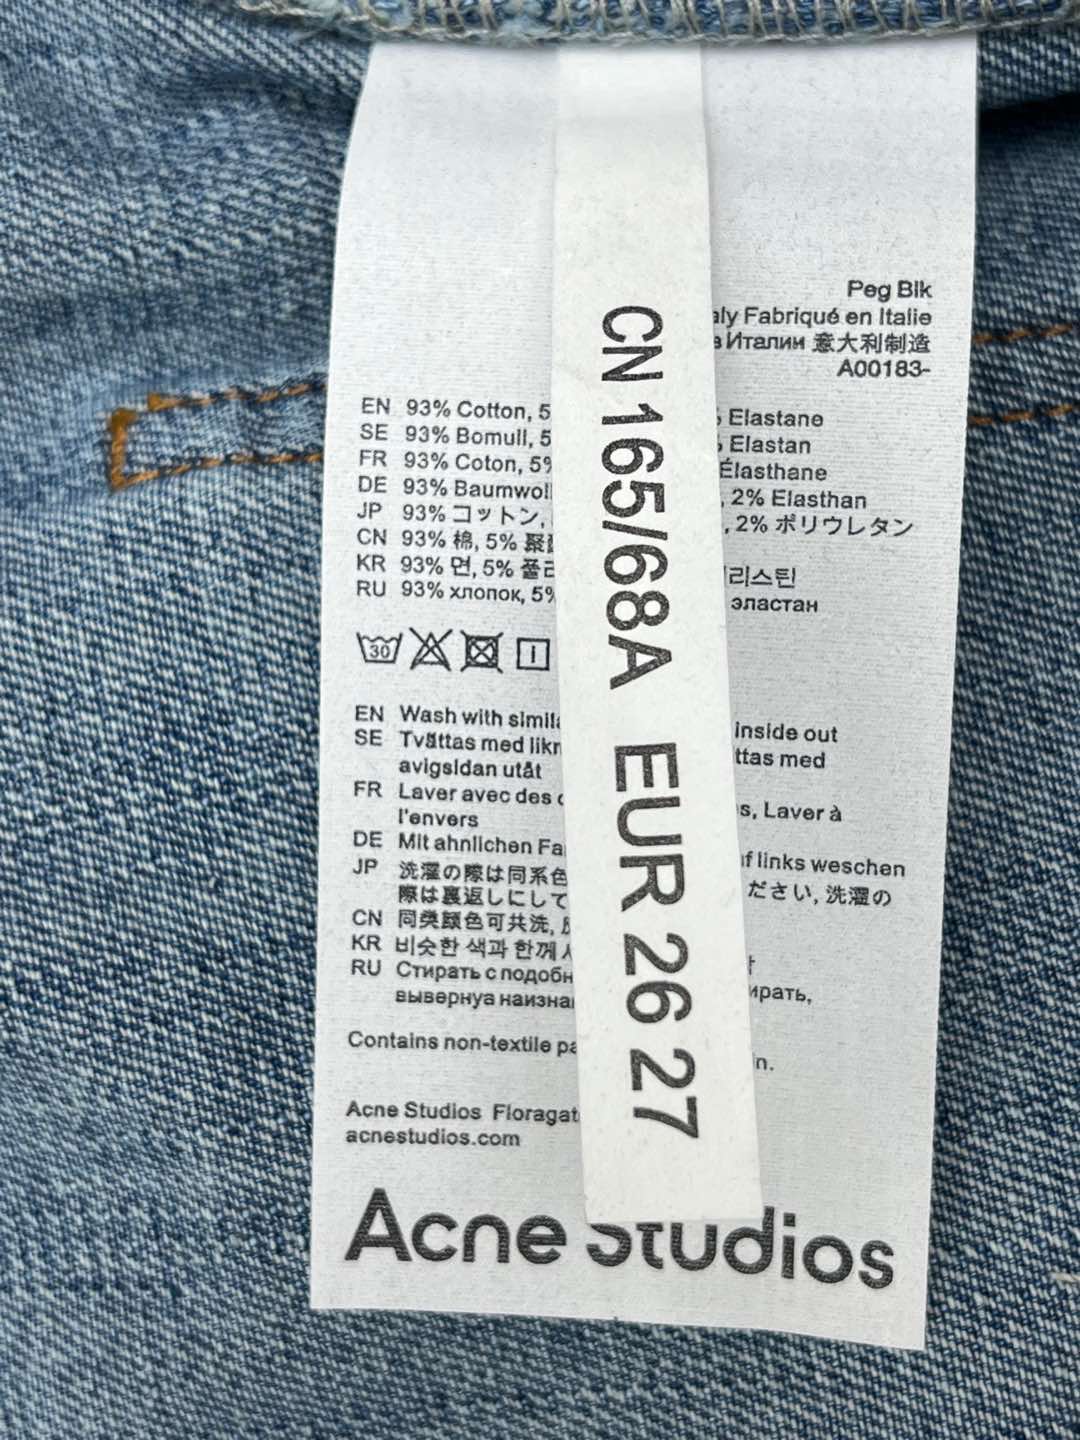 Peg Blk
aly Fabriqué en Italie
Италии 意大利制造
A00183-
EN 93% Cotton, 5 Elastane
SE 93% Bomull, 5 Elastan
FR 93% Coton, 5% Élasthane
DE 93% Baumwol , 2% Elasthan
JP 93% コットン, , 2% ポリウレタン
CN 93% 棉, 5% 聚
KR 93% 면, 5% 폴리 리스틴
RU 93% хлопок, 5% эластан
30
EN Wash with simila inside out
SE Tvättas med likn ttas med
avigsidan utåt
FR Laver avec des s, Laver à
l'envers
DE Mit ahnlichen Fa f links weschen
JP 洗濯の際は同系色 ださい, 洗濯の
際は裏返しにして
CN 同类颜色可共洗,
KR 비슷한 색과 한께
RU Стирать с подобн ирать,
вывернуа наизна
Contains non-textile pa in.
Acne Studios Floragat
acnestudios.com
Acne Studios
CN 165/68A EUR 26 27